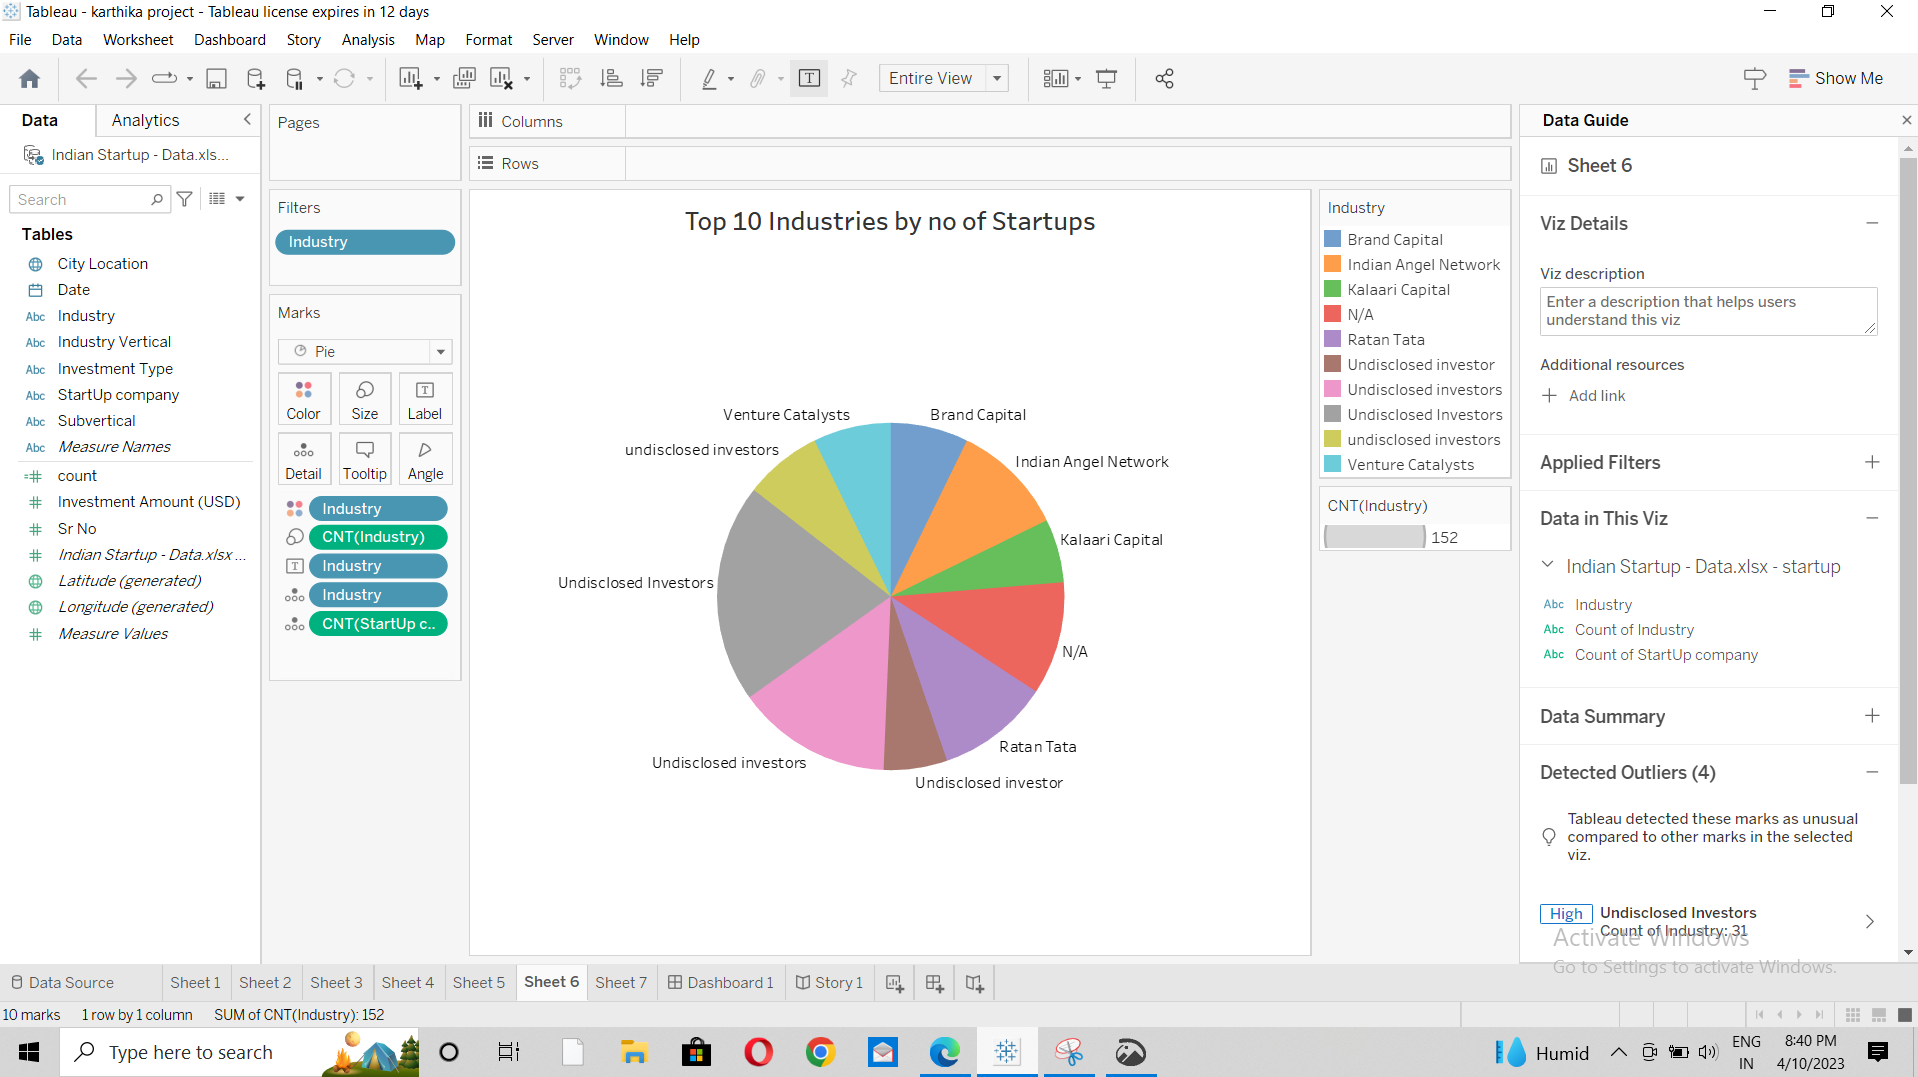 Tableau - karthika project - Tableau license expires in 12 days
File Data Worksheet Dashboard Story Analysis Map Format Server Window Help
Entire View
Show Me
Data Analytics
Indian Startup - Data.xls...
Search
Tables
City Location
Date
Abc Industry
Abc Industry Vertical
Abc Investment Type
Abc StartUp company
Abc Subvertical
Abc Measure Names
count
Investment Amount (USD)
Sr No
Indian Startup - Data.xlsx ...
Latitude (generated)
Longitude (generated)
Measure Values
Pages
Filters
Industry
Marks
Pie
Color Size Label
Detail Tooltip Angle
Industry
CNT(Industry)
Industry
Industry
CNT(StartUp c..
Columns
Rows
Top 10 Industries by no of Startups
Venture Catalysts
Brand Capital
undisclosed investors
Indian Angel Network
Kalaari Capital
Undisclosed Investors
N/A
Ratan Tata
Undisclosed investors
Undisclosed investor
Industry
Brand Capital
Indian Angel Network
Kalaari Capital
N/A
Ratan Tata
Undisclosed investor
Undisclosed investors
Undisclosed Investors
undisclosed investors
Venture Catalysts
CNT(Industry)
152
Data Guide
Sheet 6
Viz Details
Viz description
Enter a description that helps users
understand this viz
Additional resources
Add link
Applied Filters
Data in This Viz
Indian Startup - Data.xlsx - startup
Abc Industry
Abc Count of Industry
Abc Count of StartUp company
Data Summary
Detected Outliers (4)
Tableau detected these marks as unusual
compared to other marks in the selected
viz.
High Undisclosed Investors
Count of Industry: 31
Activate Windows
Go to Settings to activate Windows.
Data Source Sheet 1 Sheet 2 Sheet 3 Sheet 4 Sheet 5 Sheet 6 Sheet 7 Dashboard 1 Story 1
10 marks 1 row by 1 column SUM of CNT(Industry): 152
Type here to search
Humid
ENG
IN
8:40 PM
4/10/2023